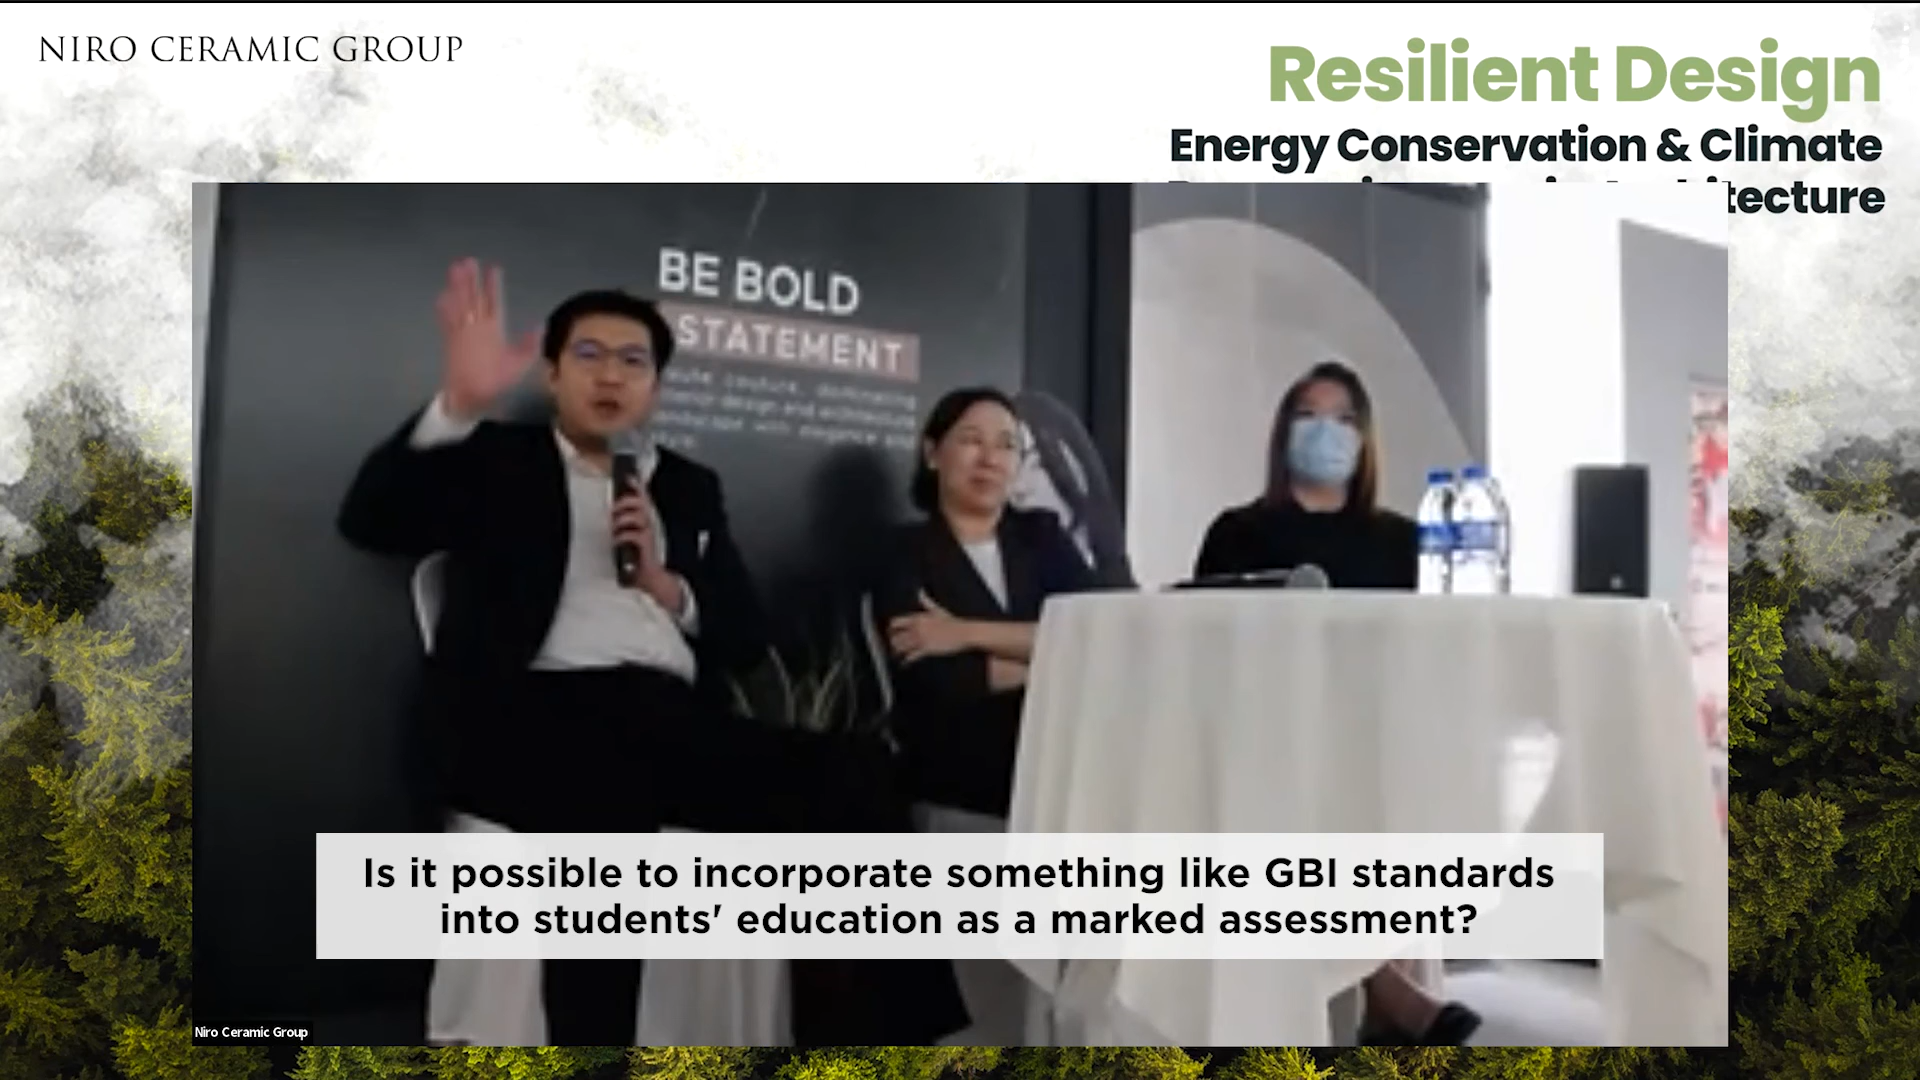 NIRO CERAMIC GROUP
Resilient Design
Energy Conservation & Climate
tecture
BE BOLD
STATEMENT
Is it possible to incorporate something like GBI standards
into students' education as a marked assessment?
Niro Ceramic Group